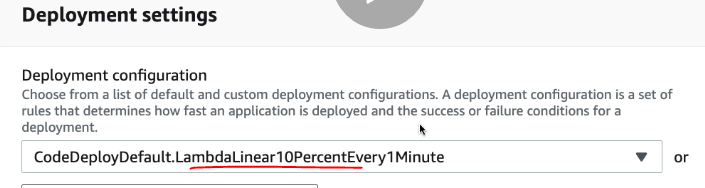 Deployment settings
Deployment configuration
Choose from a list of default and custom deployment configurations. A deployment configuration is a set of
rules that determines how fast an application is deployed and the success or failure conditions for a
deployment.
CodeDeployDefault.LambdaLinear10PercentEvery1Minute
or